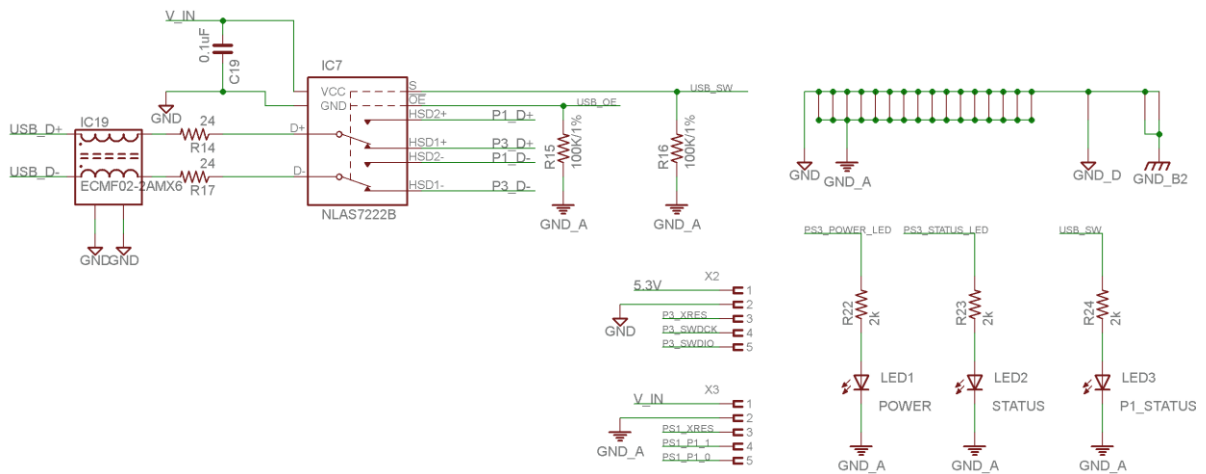 V_IN
0.1uF
C19
GND
IC7
VCC
GND
D+
D-
S
OE
HSD2+
HSD1+
HSD2-
HSD1-
NLAS7222B
USB_SW
USB_OE
P1_D+
P3_D+
P1_D-
P3_D-
USB_D+
USB_D-
IC19
ECMF02-2AMX6
24
R14
24
R17
GND
GND
R15
100K/1%
GND_A
R16
100K/1%
GND_A
GND
GND_A
GND_D
GND_B2
X2
5.3V
1
2
GND
P3_XRES
3
P3_SWDCK
4
P3_SWDIO
5
X3
V_IN
1
2
GND_A
PS1_XRES
3
PS1_P1_1
4
PS1_P1_0
5
PS3_POWER_LED
R22
2k
LED1
POWER
GND_A
PS3_STATUS_LED
R23
2k
LED2
STATUS
GND_A
USB_SW
R24
2k
LED3
P1_STATUS
GND_A